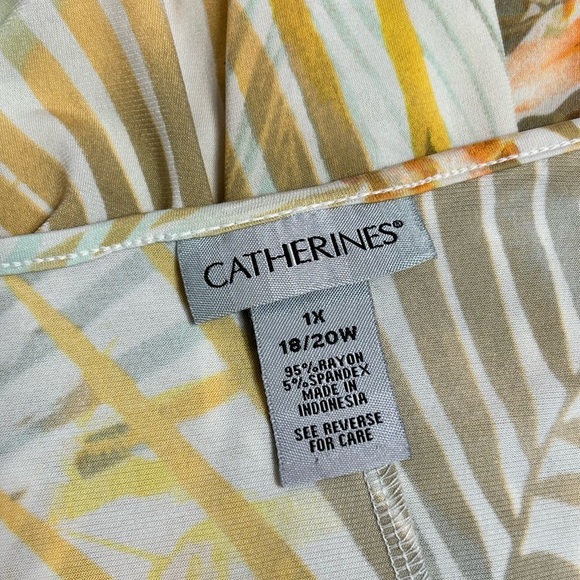 CATHERINES®
1X
18/20W
95%RAYON
5%SPANDEX
MADE IN
INDONESIA
SEE REVERSE
FOR CARE